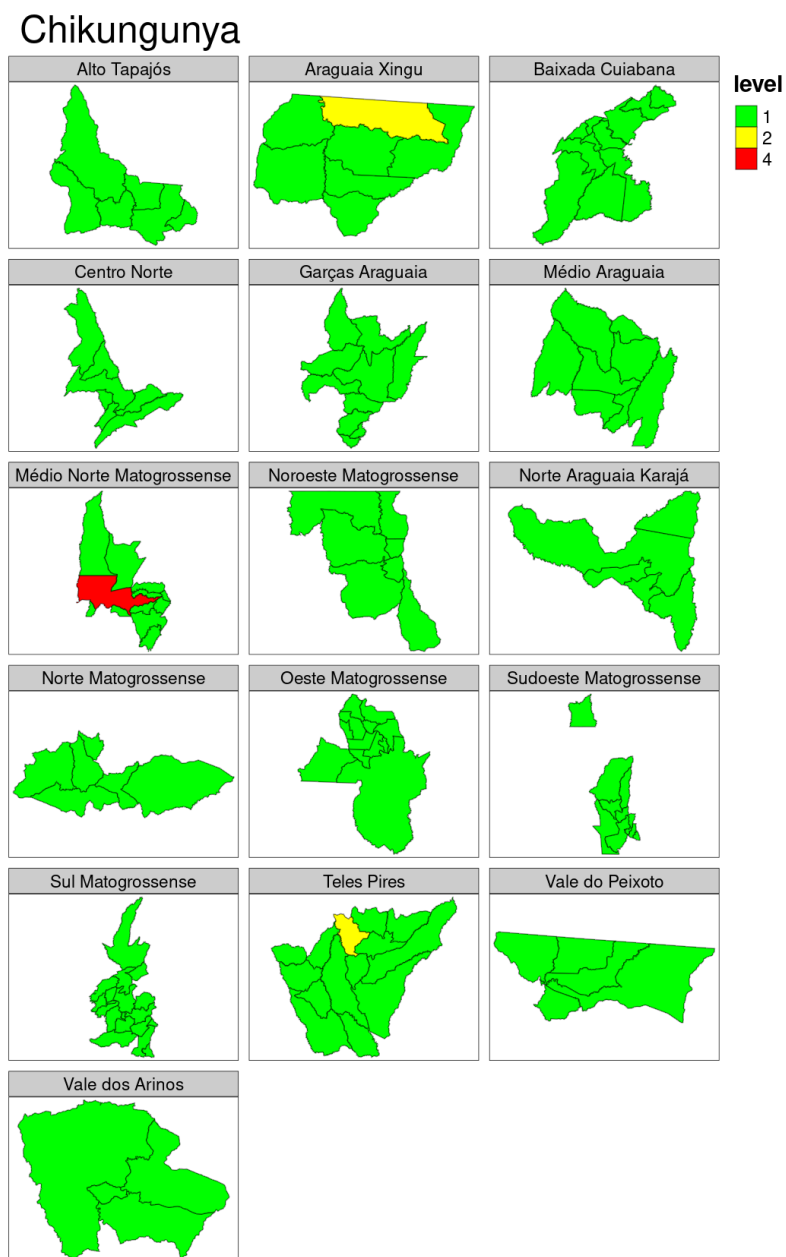 Chikungunya
Alto Tapajós
Araguaia Xingu
Baixada Cuiabana
level
1
2
4
Centro Norte
Garças Araguaia
Médio Araguaia
Médio Norte Matogrossense
Noroeste Matogrossense
Norte Araguaia Karajá
Norte Matogrossense
Oeste Matogrossense
Sudoeste Matogrossense
Sul Matogrossense
Teles Pires
Vale do Peixoto
Vale dos Arinos